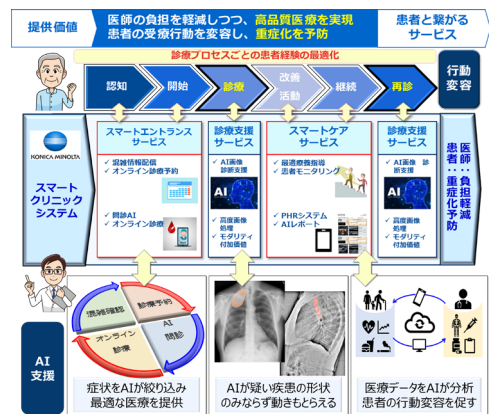 提供価値
医師の負担を軽減しつつ、高品質医療を実現
患者の受療行動を変容し、重症化を予防
患者と繋がる
サービス
診療プロセスごとの患者経験の最適化
認知
開始
診療
改善
活動
継続
再診
行動
変容
KONICA MINOLTA
スマート
クリニック
システム
スマートエントランス
サービス
✓ 混雑情報配信
✓ オンライン診療予約
✓ 問診AI
✓ オンライン診療
診療支援
サービス
✓ AI画像
診断支援
AI
✓ 高度画像
処理
✓ モダリティ
付加価値
スマートケア
サービス
✓ 最適療養指導
✓ 患者モニタリング
✓ PHRシステム
✓ AIレポート
診療支援
サービス
✓ AI画像 診
断支援
AI
✓ 高度画像
処理
✓ モダリティ
付加価値
医師：負担軽減
患者：重症化予防
AI
支援
混雑確認
診療予約
オンライン
診療
AI
問診
症状をAIが絞り込み
最適な医療を提供
AIが疑い疾患の形状
のみならず動きもとらえる
医療データをAIが分析
患者の行動変容を促す